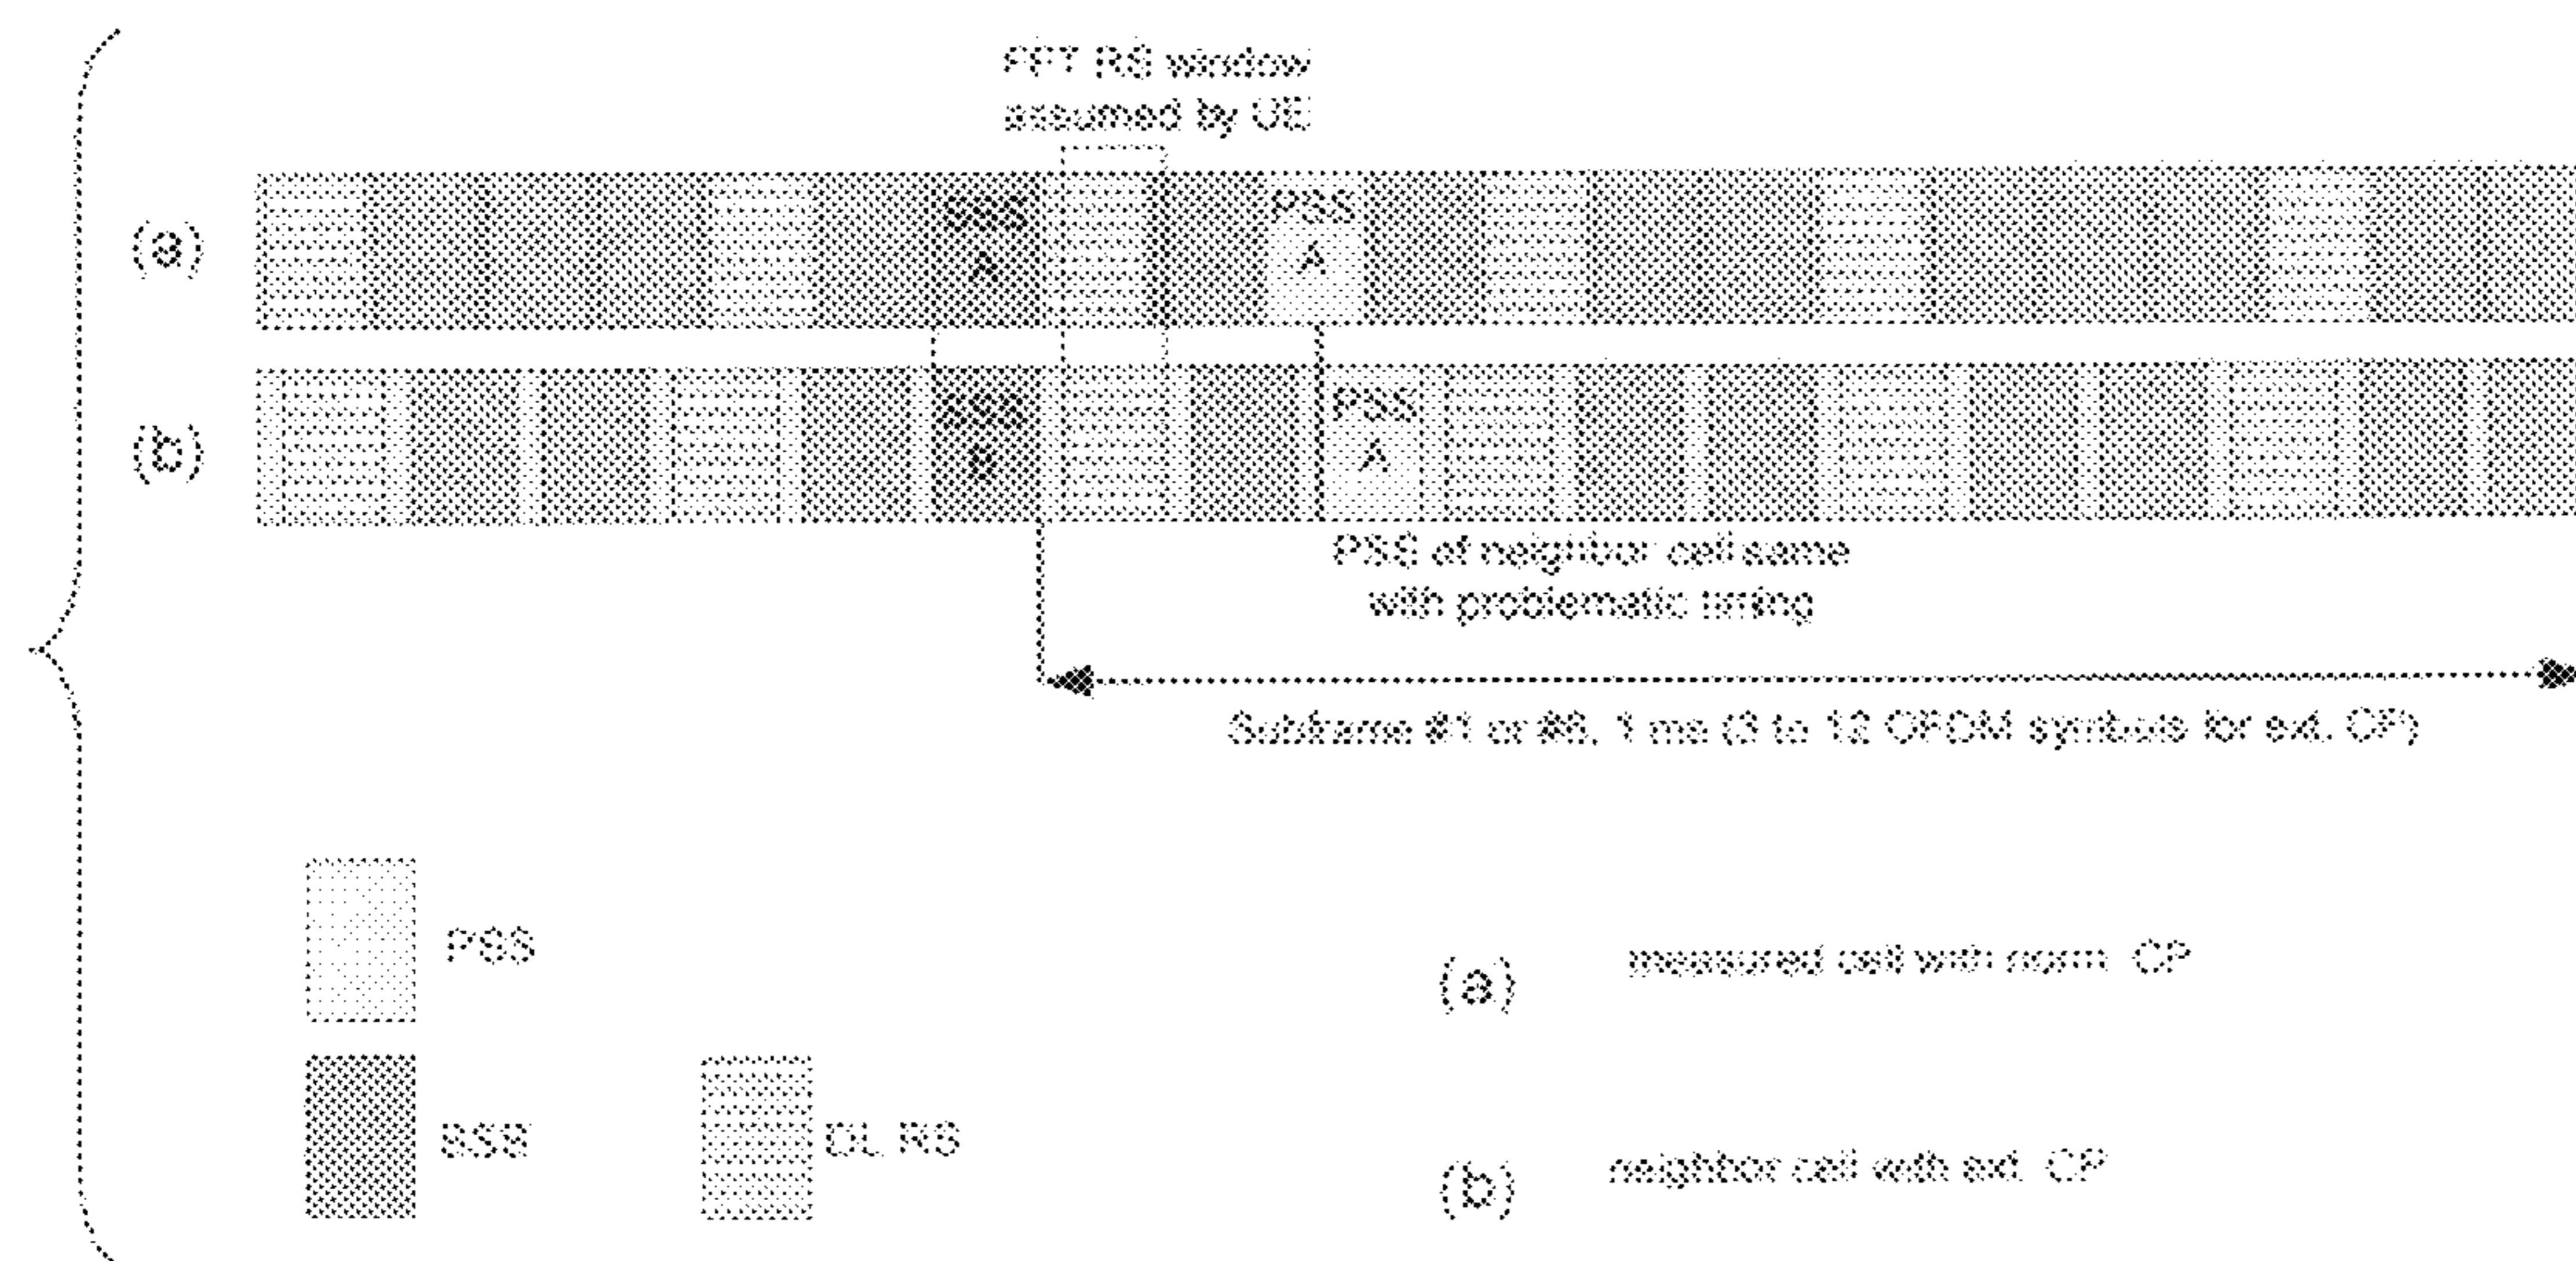 FFT RS window
assumed by UE
(a)
SSS
A
PSS
A
(b)
SSS
PSS
A
PSS of neighbor cell same
with problematic timing
Subframe #1 or #6, 1 ms (3 to 12 OFDM symbols for ext. CP)
PSS
(a) measured cell with norm. CP
SSS
DL RS
(b) neighbor cell with ext. CP